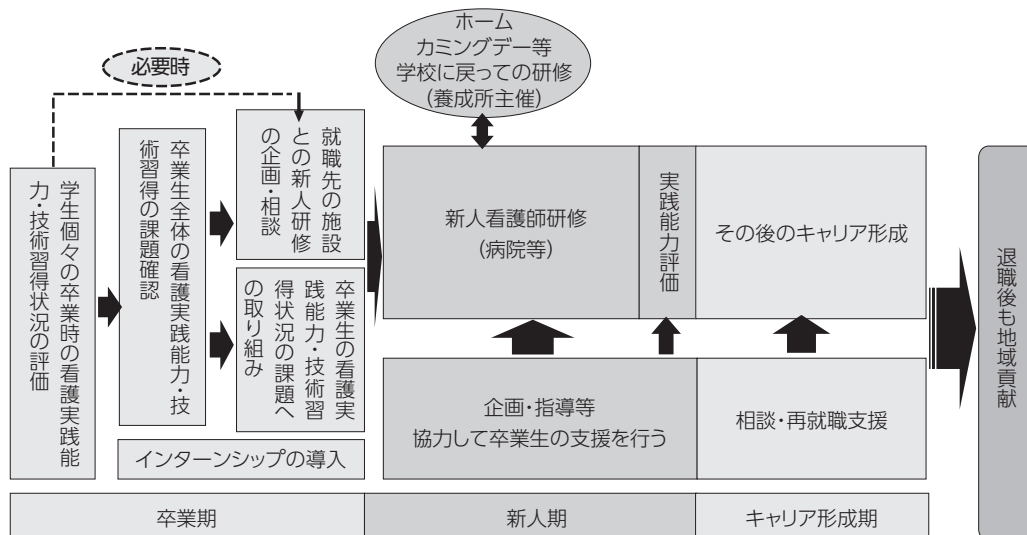 ホーム
カミングデー等
学校に戻っての研修
(養成所主催)
必要時
学生個々の卒業時の看護実践能
力・技術習得状況の評価
卒業生全体の看護実践能力・技
術習得の課題確認
就職先の施設
との新人研修
の企画・相談
卒業生の看護実
践能力・技術習
得状況の課題へ
の取り組み
インターンシップの導入
新人看護師研修
(病院等)
実践能力評価
その後のキャリア形成
企画・指導等
協力して卒業生の支援を行う
相談・再就職支援
退職後も地域貢献
卒業期
新人期
キャリア形成期